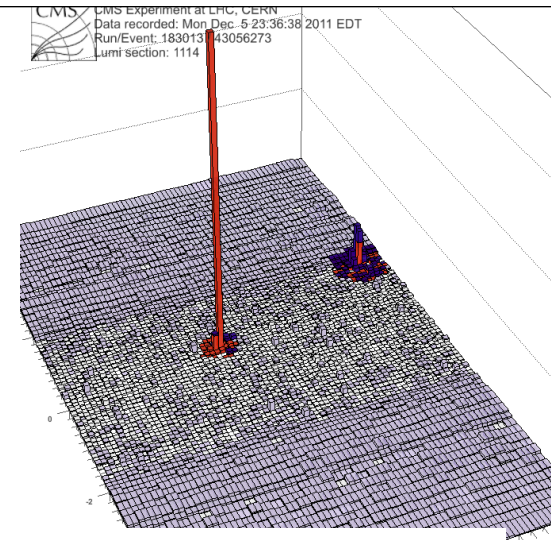 CMS
CMS Experiment at LHC, CERN
Data recorded: Mon Dec 5 23:36:38 2011 EDT
Run/Event: 183013 43056273
Lumi section: 1114
0
-2